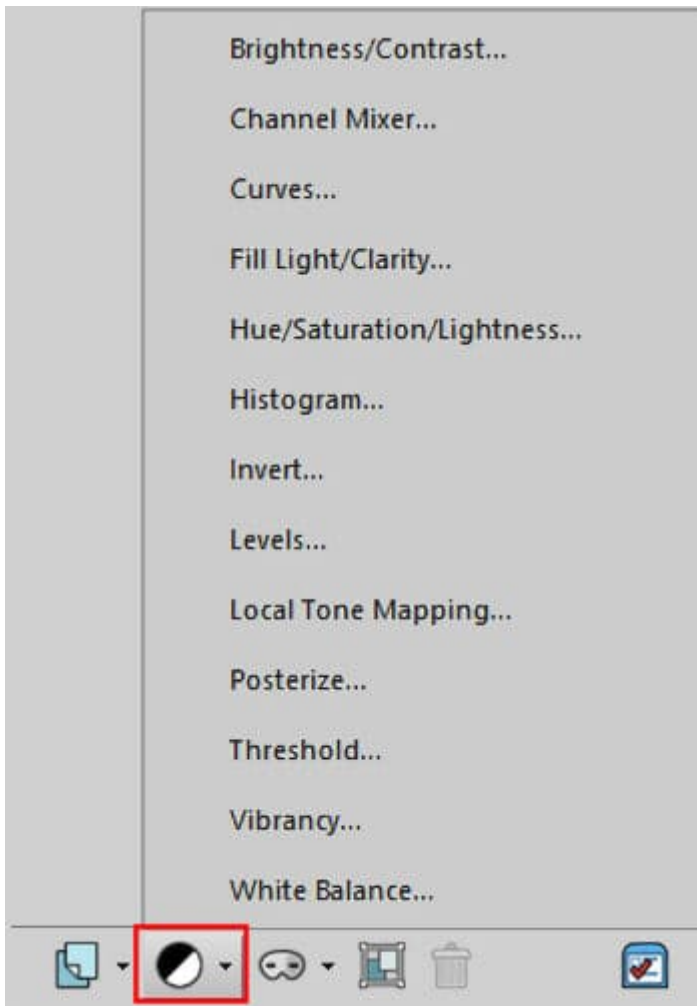 Brightness/Contrast...
Channel Mixer...
Curves...
Fill Light/Clarity...
Hue/Saturation/Lightness...
Histogram...
Invert...
Levels...
Local Tone Mapping...
Posterize...
Threshold...
Vibrancy...
White Balance...